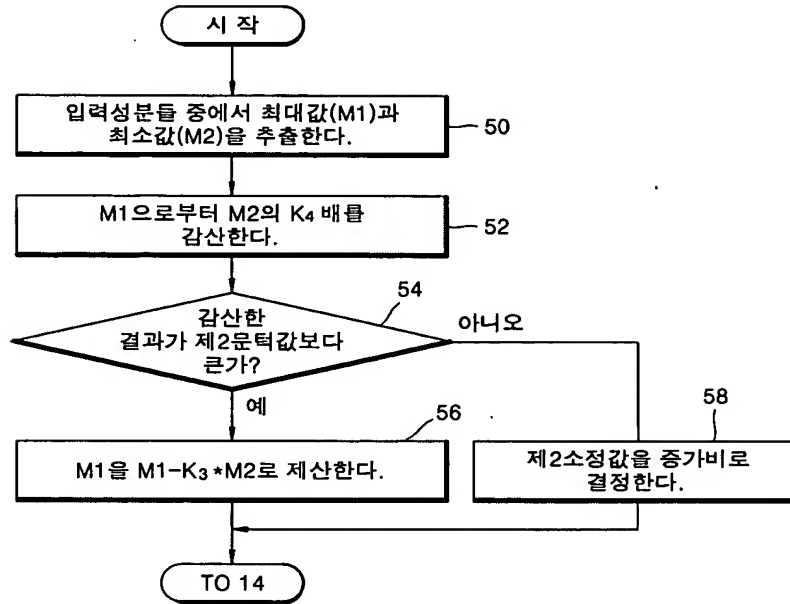 시 작
입력성분들 중에서 최대값(M1)과
최소값(M2)을 추출한다.
50
M1으로부터 M2의 K₄ 배를
감산한다.
52
54
감산한
결과가 제2문턱값보다
큰가?
아니오
예
56
M1을 M1-K₃*M2로 제산한다.
58
제2소정값을 증가비로
결정한다.
TO 14